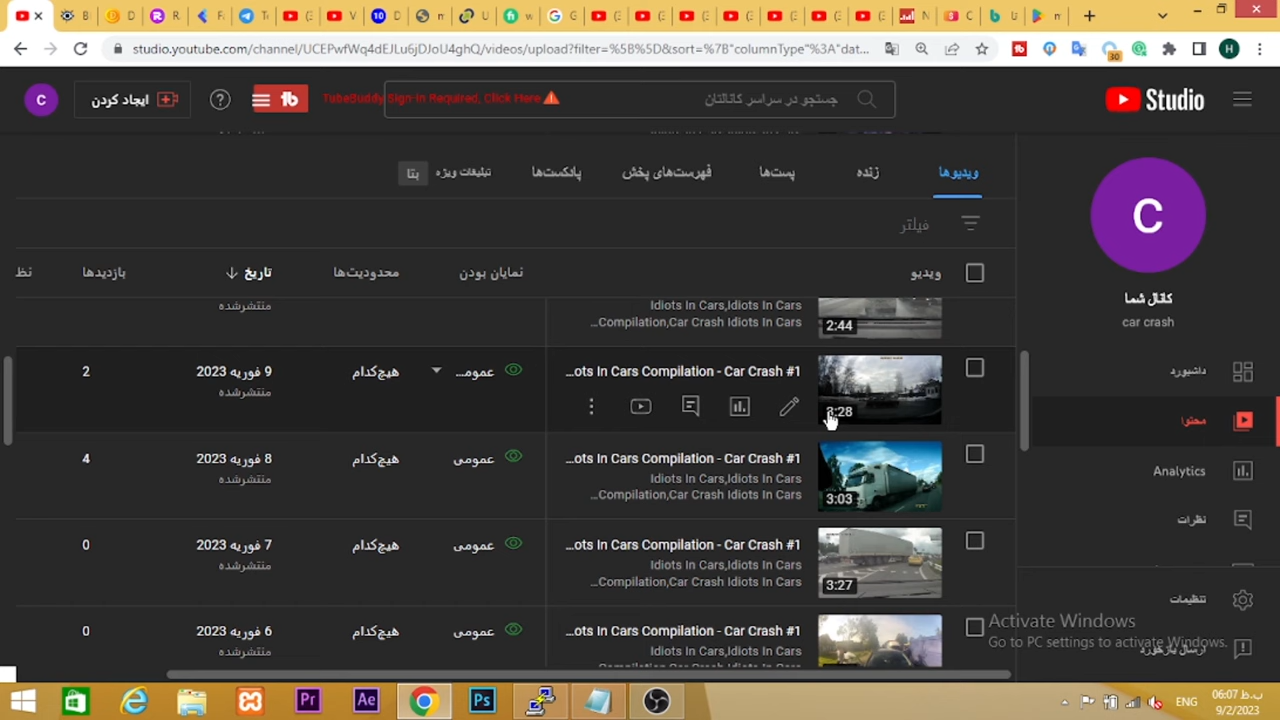 studio.youtube.com/channel/UCEPwfWq4dEJLu6jDJoU4ghQ/videos/upload?filter=%5B%5D&sort=%7B"columnType"%3A"dat...
30
H
C
ایجاد کردن
TubeBuddy Sign-In Required, Click Here
جستجو در سراسر کانالتان
Studio
ویدیوها
زنده
پست‌ها
فهرست‌های پخش
پادکست‌ها
تبلیغات ویژه
بتا
فیلتر
ویدیو
نمایان بودن
محدودیت‌ها
تاریخ
بازدیدها
نظ
Idiots In Cars,Idiots In Cars
...Compilation,Car Crash Idiots In Cars
2:44
منتشرشده
...ots In Cars Compilation - Car Crash #1
3:28
عمو...
هیچ‌کدام
9 فوریه 2023
منتشرشده
2
...ots In Cars Compilation - Car Crash #1
Idiots In Cars,Idiots In Cars
...Compilation,Car Crash Idiots In Cars
3:03
عمومی
هیچ‌کدام
8 فوریه 2023
منتشرشده
4
...ots In Cars Compilation - Car Crash #1
Idiots In Cars,Idiots In Cars
...Compilation,Car Crash Idiots In Cars
3:27
عمومی
هیچ‌کدام
7 فوریه 2023
منتشرشده
0
...ots In Cars Compilation - Car Crash #1
Idiots In Cars,Idiots In Cars
عمومی
هیچ‌کدام
6 فوریه 2023
منتشرشده
0
C
کانال شما
car crash
داشبورد
محتوا
Analytics
نظرات
تنظیمات
ارسال بازخورد
Activate Windows
Go to PC settings to activate Windows.
Pr
Ae
Ps
ENG
06:07 ب.ظ
9/2/2023